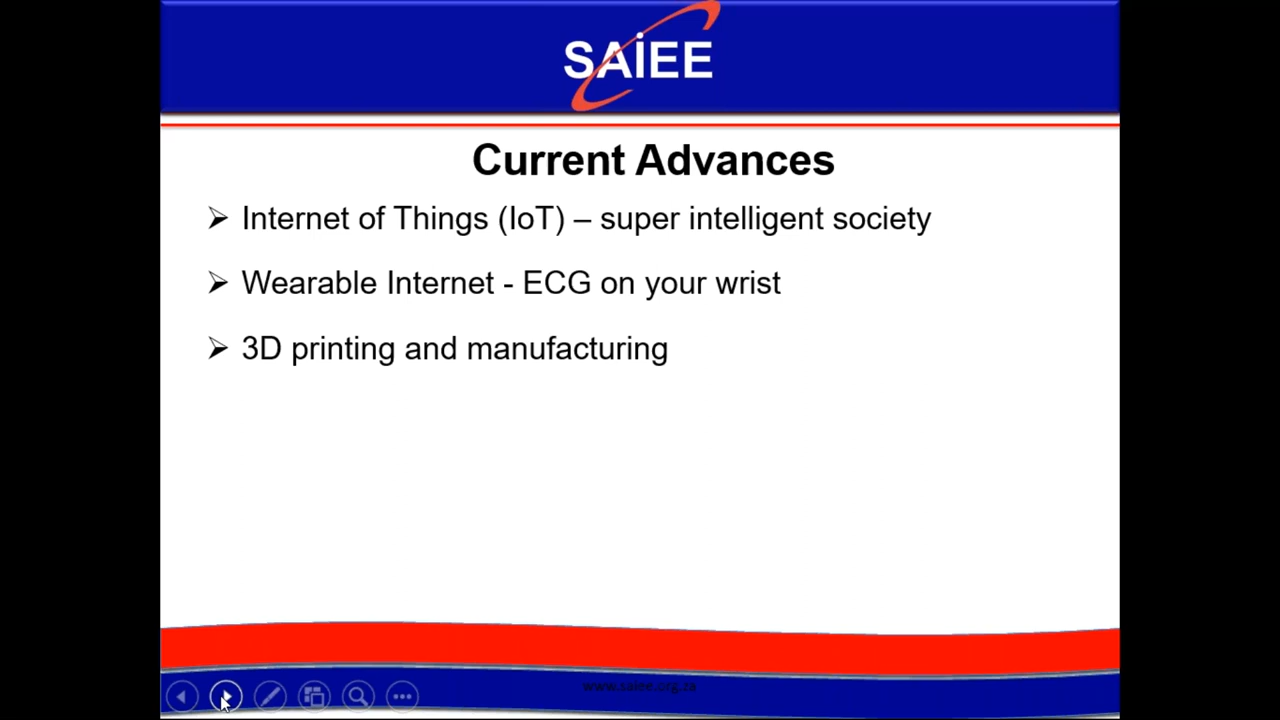 SAiEE
Current Advances
➢ Internet of Things (IoT) – super intelligent society
➢ Wearable Internet - ECG on your wrist
➢ 3D printing and manufacturing
www.saiee.org.za